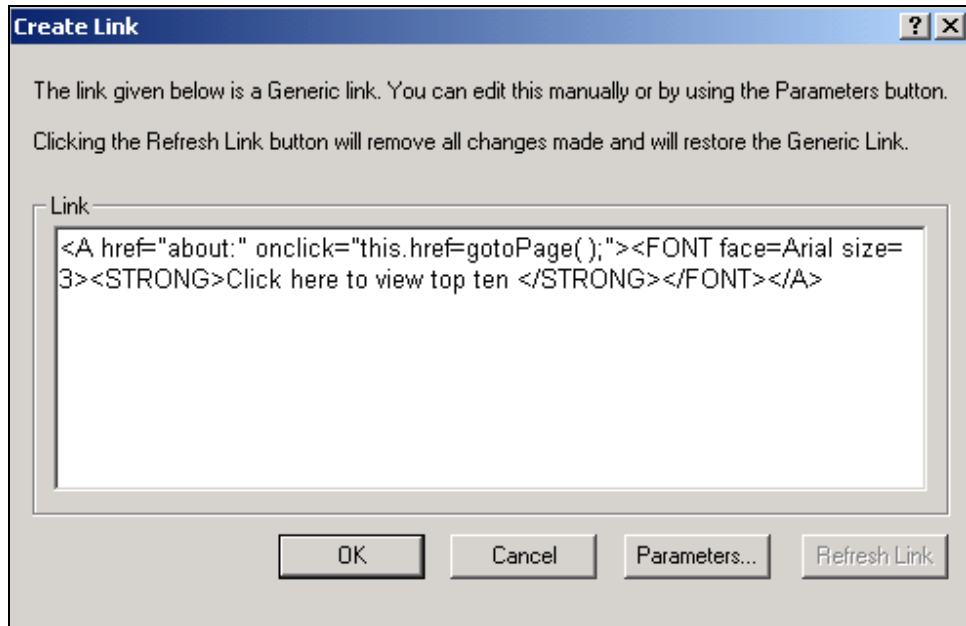 Create Link
The link given below is a Generic link. You can edit this manually or by using the Parameters button.
Clicking the Refresh Link button will remove all changes made and will restore the Generic Link.
Link
<A href="about:" onclick="this.href=gotoPage( );"><FONT face=Arial size=
3><STRONG>Click here to view top ten </STRONG></FONT></A>
OK Cancel Parameters... Refresh Link